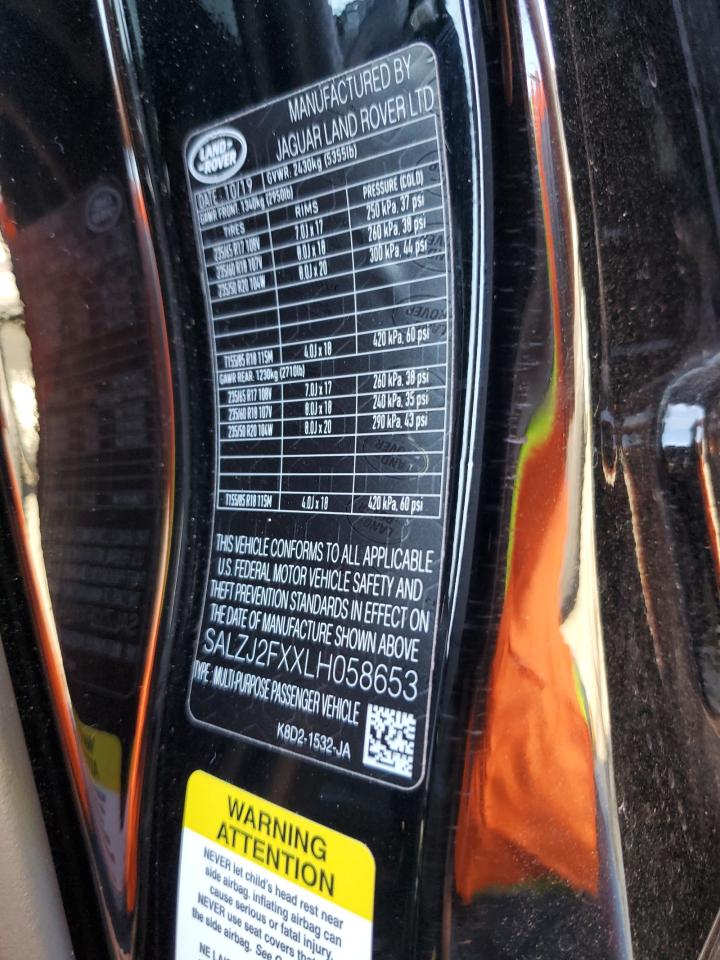 MANUFACTURED BY
JAGUAR LAND ROVER LTD
LAND ROVER
DATE : 10/19 GVWR: 2430kg (5355lb)
GAWR FRONT: 1340kg (2950lb)
TYRES RIMS PRESSURE (COLD)
235/65 R17 108V 7.0J x 17 250 kPa, 37 psi
235/60 R18 107V 8.0J x 18 260 kPa, 38 psi
235/50 R20 104W 8.0J x 20 300 kPa, 44 psi
T155/85 R18 115M 4.0J x 18 420 kPa, 60 psi
GAWR REAR: 1230kg (2710lb)
235/65 R17 108V 7.0J x 17 260 kPa, 38 psi
235/60 R18 107V 8.0J x 18 240 kPa, 35 psi
235/50 R20 104W 8.0J x 20 290 kPa, 43 psi
T155/85 R18 115M 4.0J x 18 420 kPa, 60 psi
THIS VEHICLE CONFORMS TO ALL APPLICABLE
U.S. FEDERAL MOTOR VEHICLE SAFETY AND
THEFT PREVENTION STANDARDS IN EFFECT ON
THE DATE OF MANUFACTURE SHOWN ABOVE
SALZJ2FXXLH058653
TYPE: MULTI-PURPOSE PASSENGER VEHICLE
K8D2-1532-JA
WARNING
ATTENTION
NEVER let child's head rest near
side airbag. inflating airbag can
cause serious or fatal injury.
NEVER use seat covers that
the side airbag. See